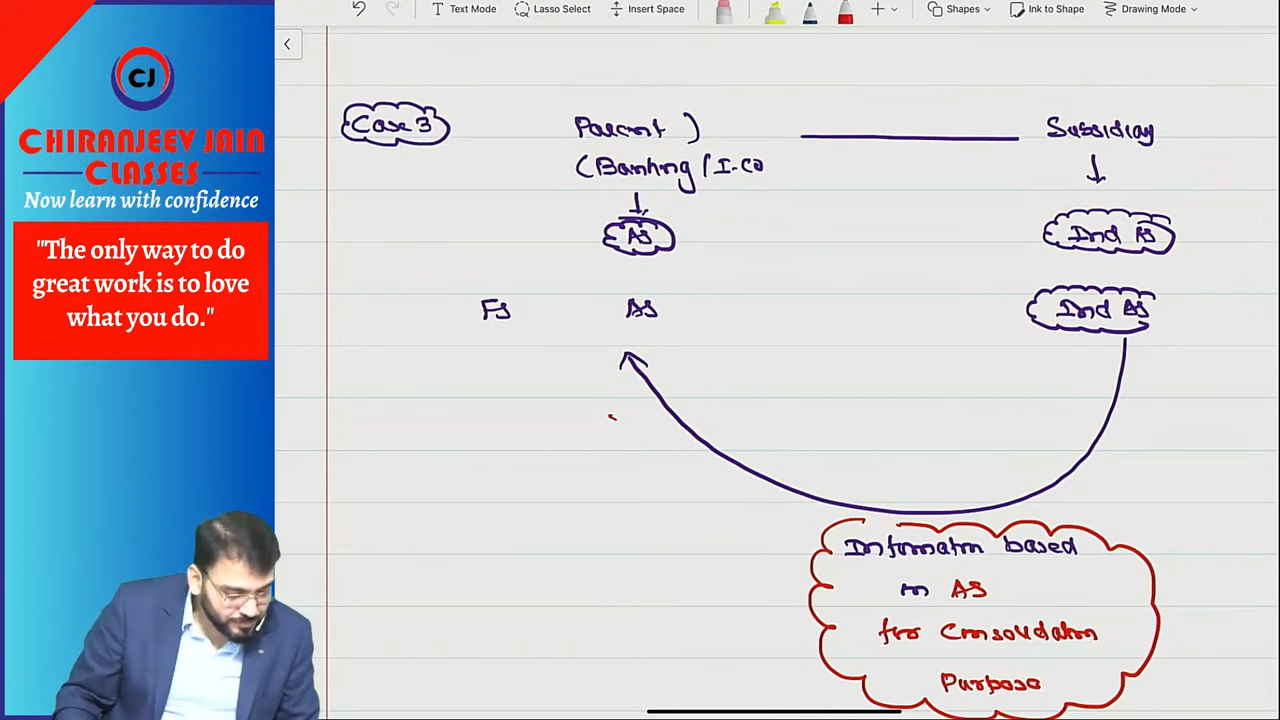 Text Mode
Lasso Select
Insert Space
Shapes
Ink to Shape
Drawing Mode
CJ
CHIRANJEEV JAIN
CLASSES
Now learn with confidence
"The only way to do
great work is to love
what you do."
Case 3
Parent )
Subsidiary
(Banking / I-Co
AS
Ind AS
FS
AS
Ind AS
Information based
on AS
for Consolidation
Purpose